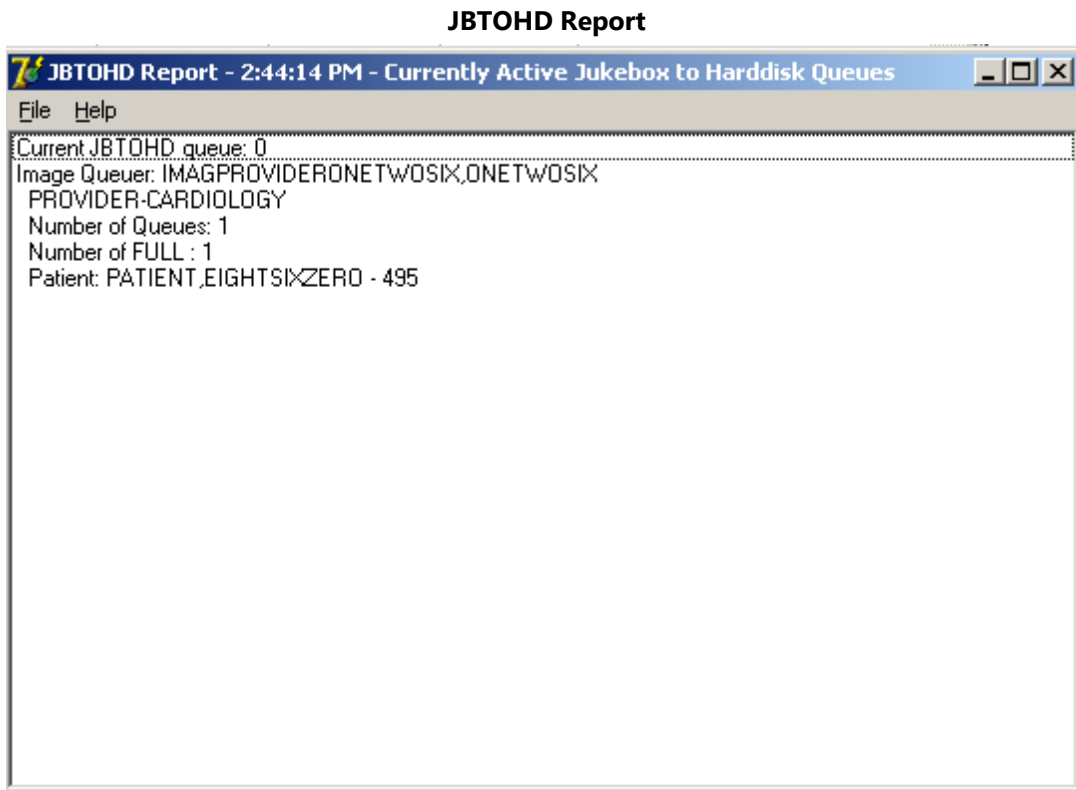 JBTOHD Report
JBTOHD Report - 2:44:14 PM - Currently Active Jukebox to Harddisk Queues
File Help
Current JBTOHD queue: 0
Image Queuer: IMAGPROVIDERONETWOSIX,ONETWOSIX
PROVIDER-CARDIOLOGY
Number of Queues: 1
Number of FULL : 1
Patient: PATIENT,EIGHTSIXZERO - 495